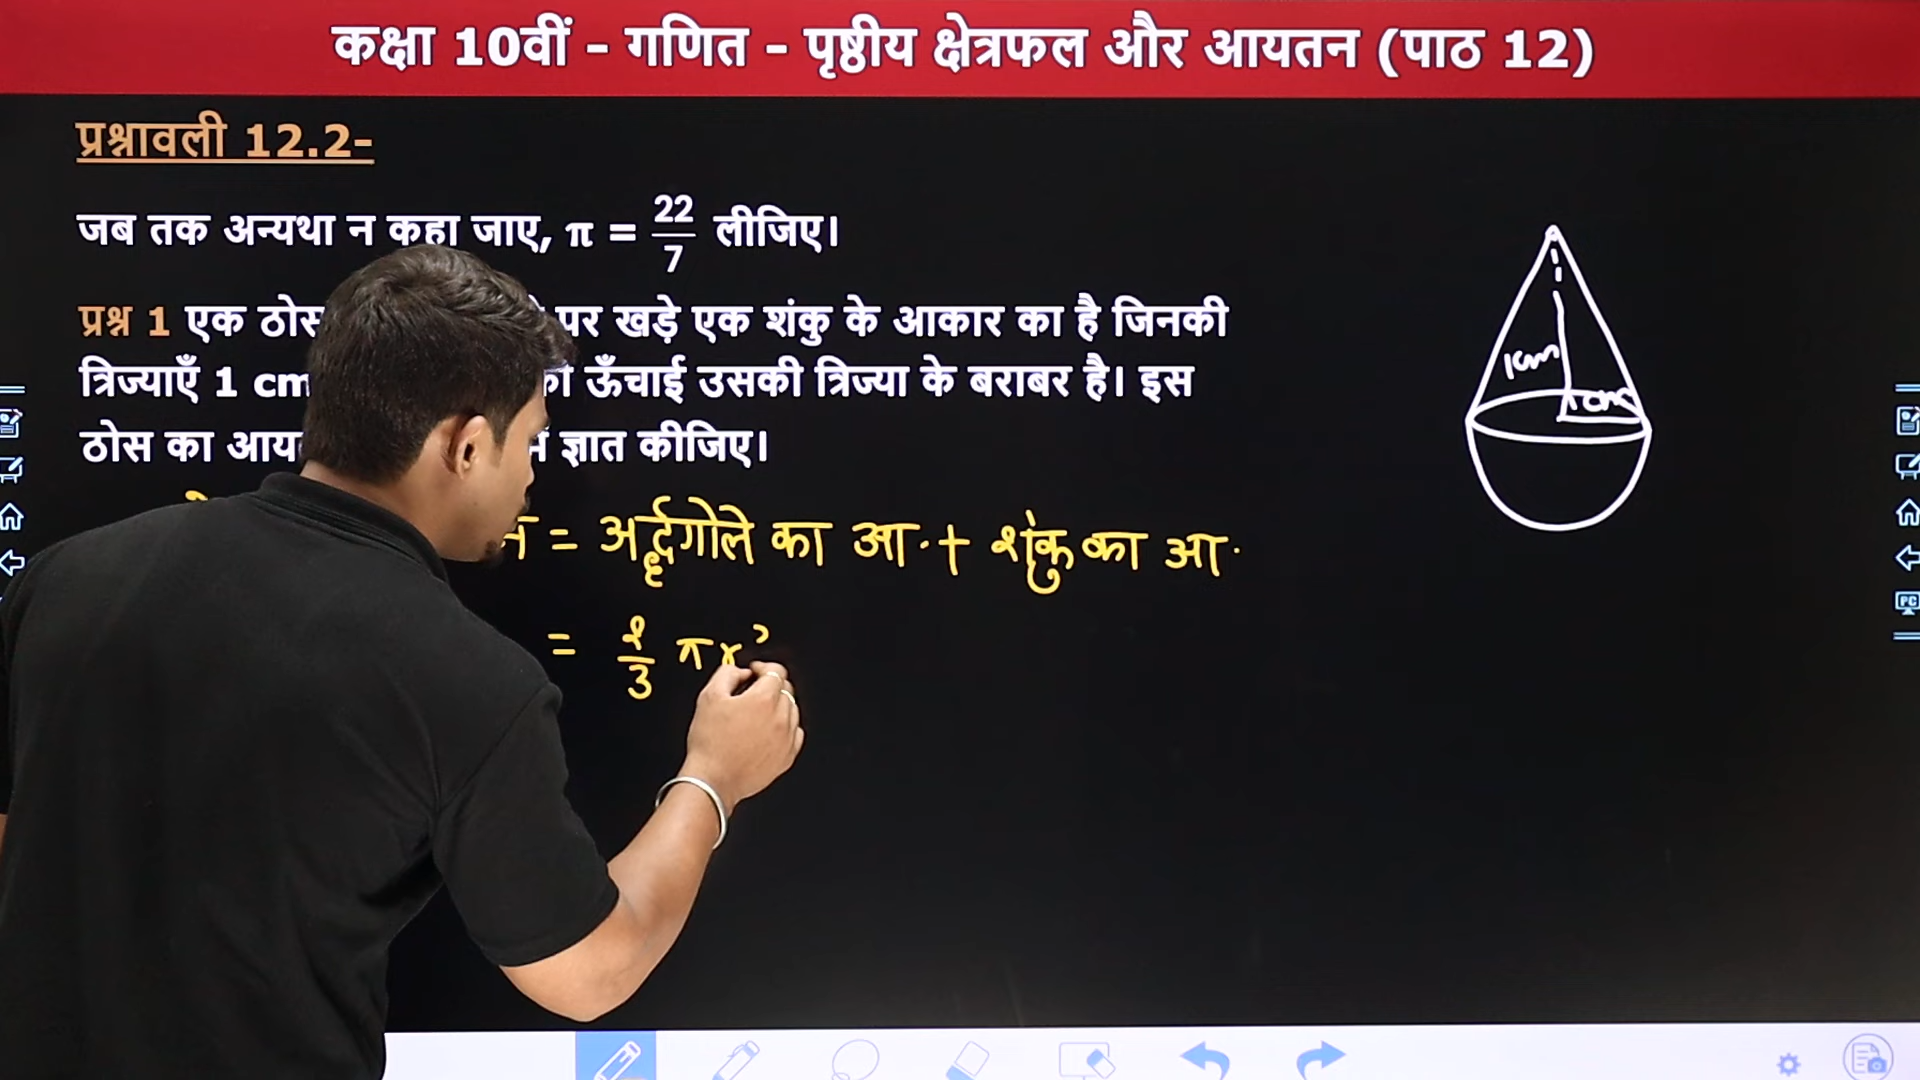 कक्षा 10वीं - गणित - पृष्ठीय क्षेत्रफल और आयतन (पाठ 12)
प्रश्नावली 12.2-
जब तक अन्यथा न कहा जाए, π = 22/7 लीजिए।
प्रश्न 1 एक ठोस पर खड़े एक शंकु के आकार का है जिनकी
त्रिज्याएँ 1 cm ऊँचाई उसकी त्रिज्या के बराबर है। इस
ठोस का ज्ञात कीजिए।
= अर्द्धगोले का आ. + शंकु का आ.
= 2/3 πr³
1cm
1cm
PC